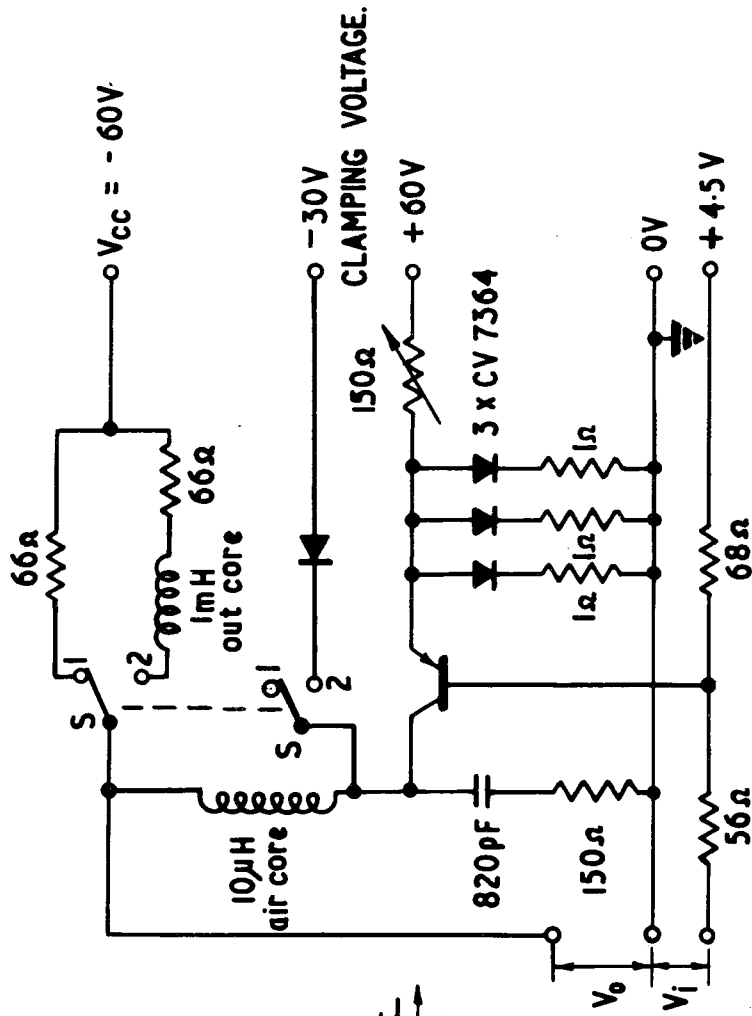 66Ω
VCC = - 60V.
S
1
2
1mH
out core
66Ω
10µH
air core
S
1
2
-30V
CLAMPING VOLTAGE.
150Ω
+60V
3 x CV 7364
1Ω
1Ω
1Ω
820pF
150Ω
Vo
0V
Vi
56Ω
68Ω
+ 4·5V